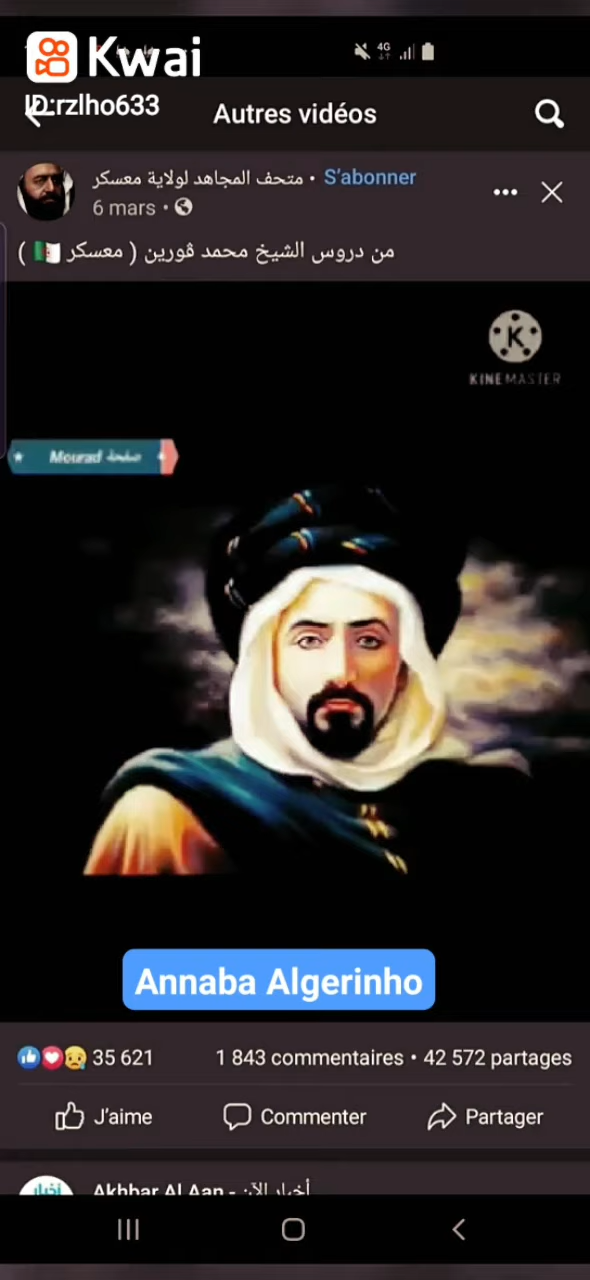 Kwai
4G
ID:rzlho633
Autres vidéos
متحف المجاهد لولاية معسكر • S'abonner
6 mars
من دروس الشيخ محمد ڨورين ( معسكر 🇩🇿 )
K
KINEMASTER
صفحة Mourad
Annaba Algerinho
35 621
1 843 commentaires • 42 572 partages
J'aime
Commenter
Partager
Akhbar Al Aan - أخبار الآن